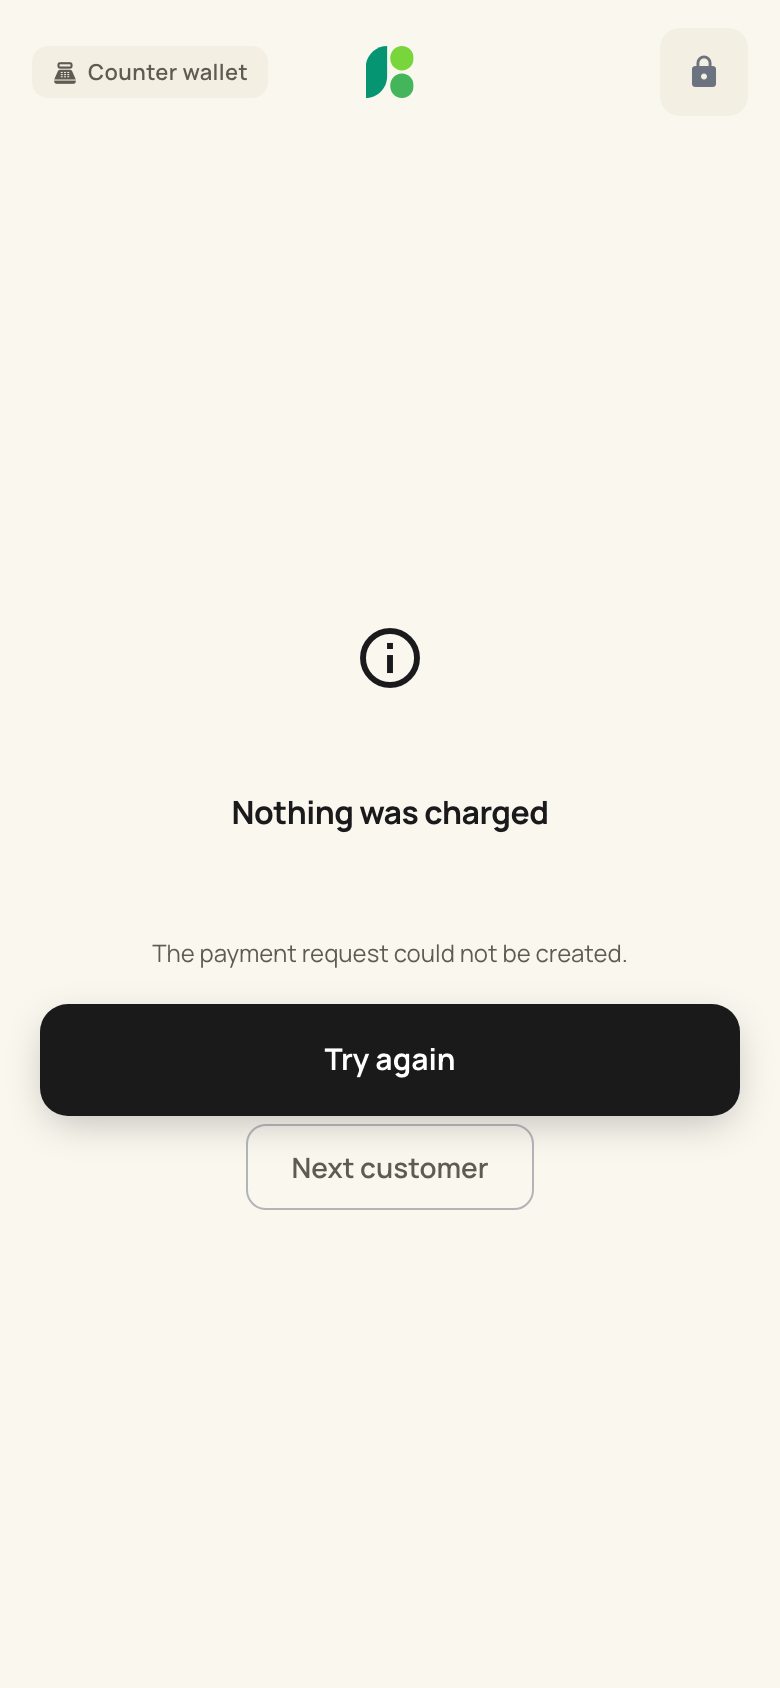 Counter wallet
Nothing was charged
The payment request could not be created.
Try again
Next customer